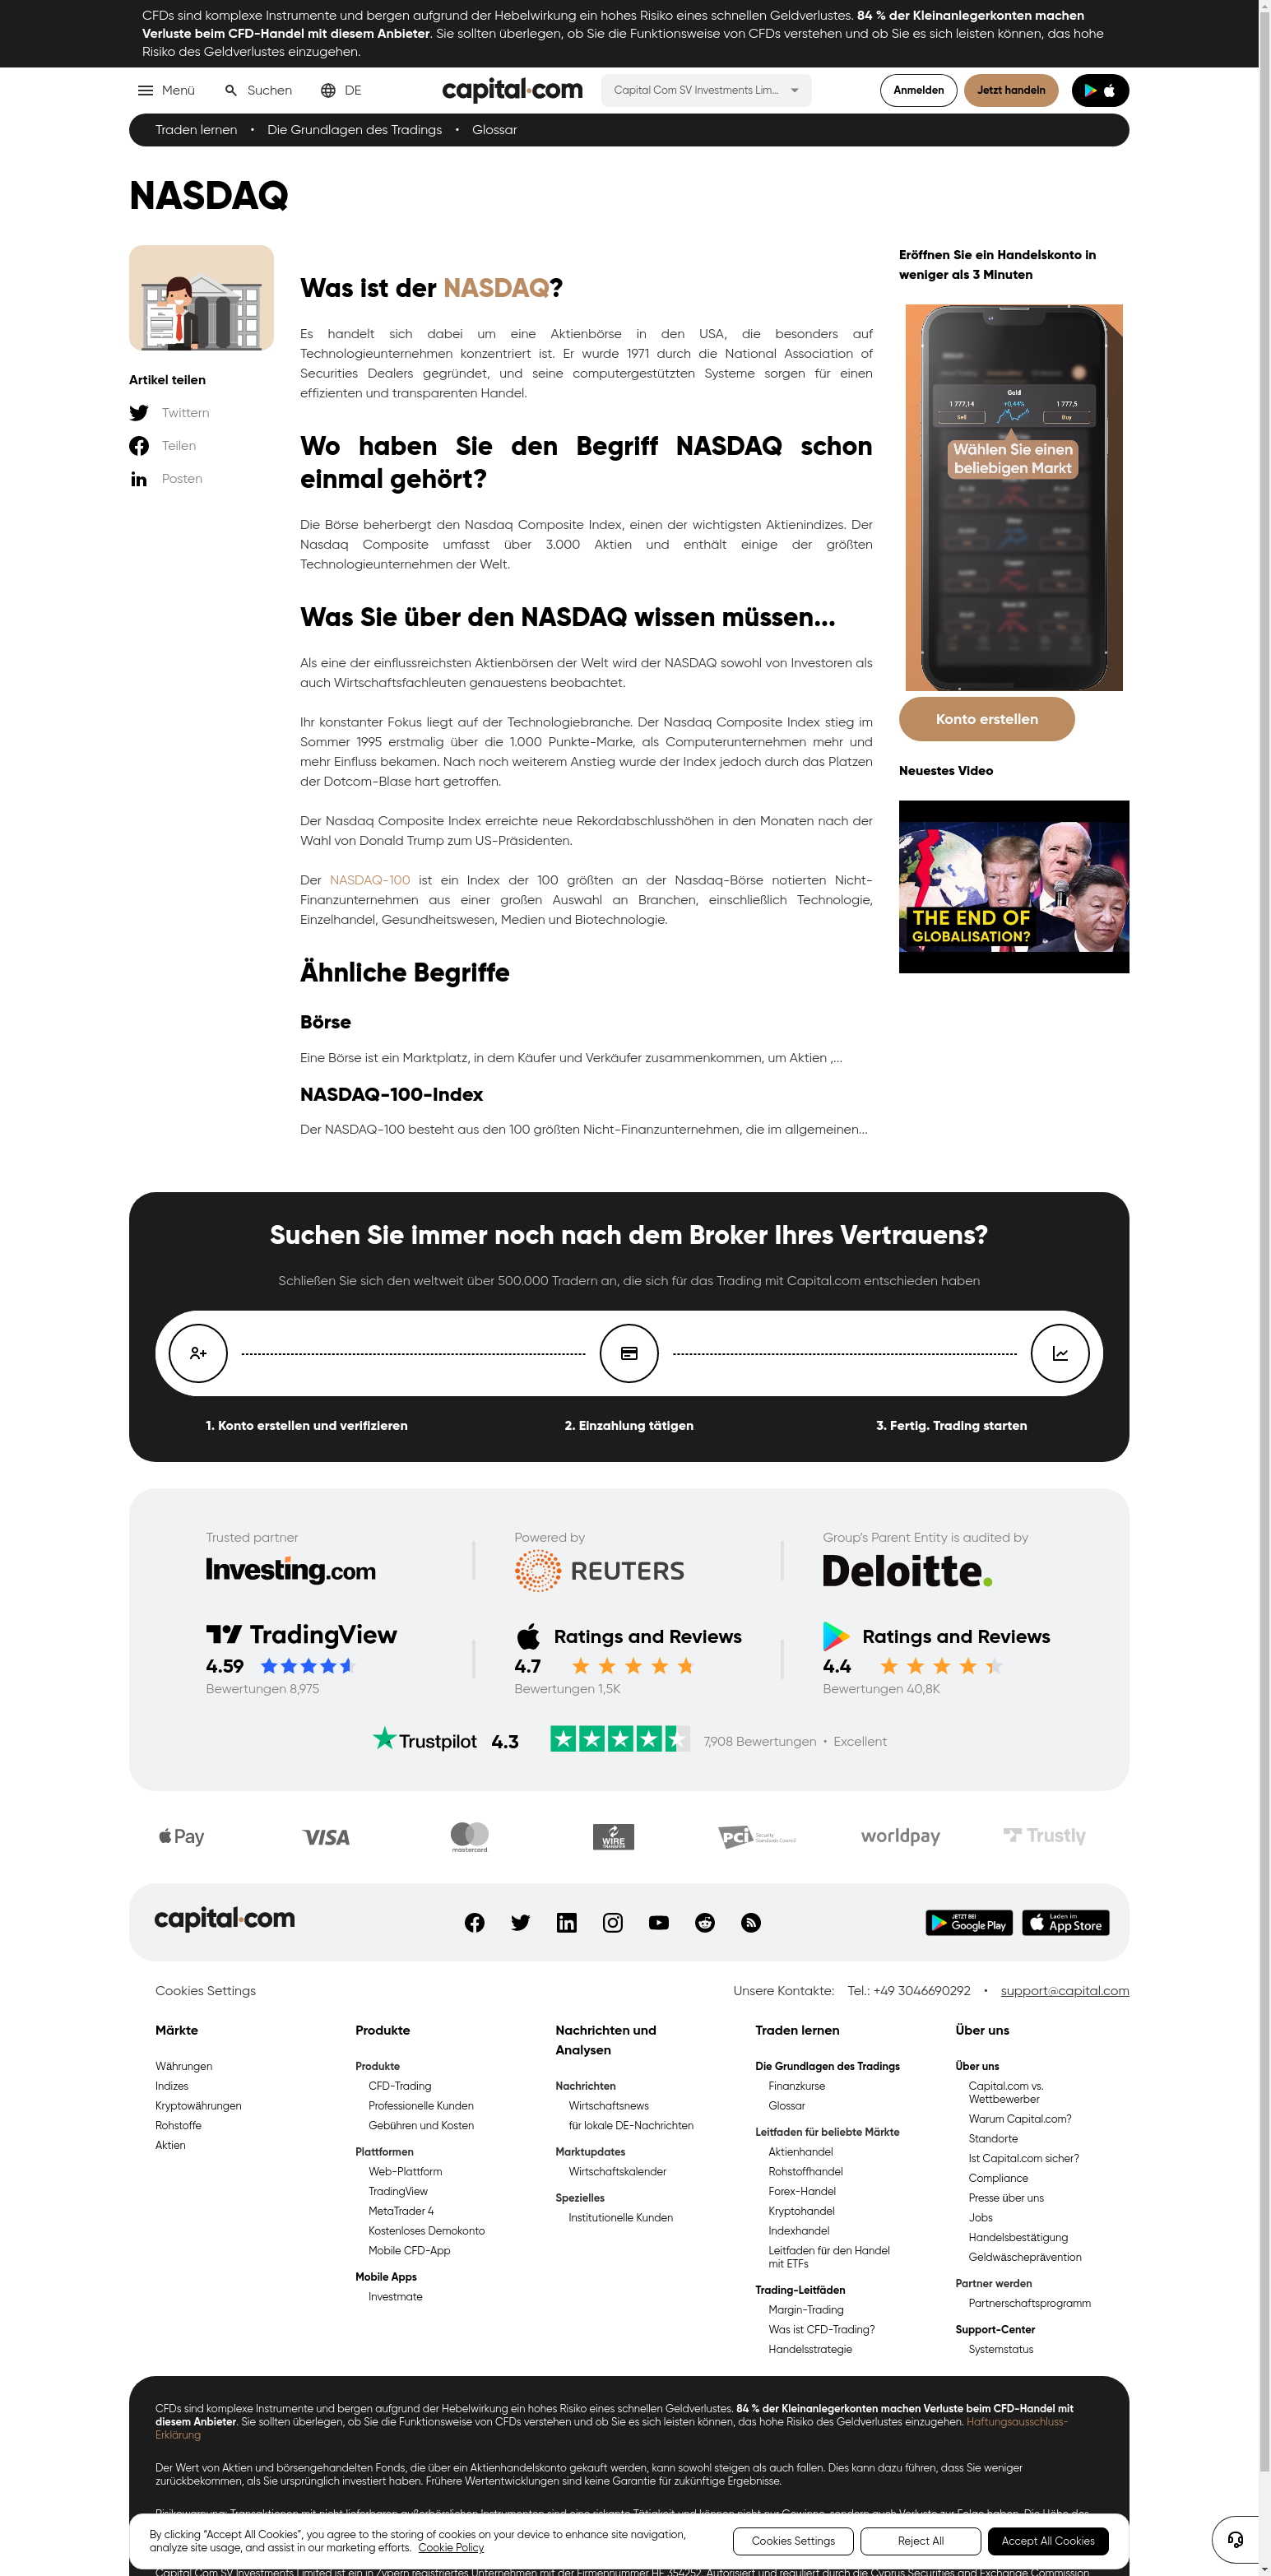 CFDs sind komplexe Instrumente und bergen aufgrund der Hebelwirkung ein hohes Risiko eines schnellen Geldverlustes. 84 % der Kleinanlegerkonten machen
Verluste beim CFD-Handel mit diesem Anbieter. Sie sollten überlegen, ob Sie die Funktionsweise von CFDs verstehen und ob Sie es sich leisten können, das hohe
Risiko des Geldverlustes einzugehen.
Menü Suchen DE capital.com Capital Com SV Investments Lim... Anmelden Jetzt handeln
Traden lernen • Die Grundlagen des Tradings • Glossar
NASDAQ
Artikel teilen
Twittern
Teilen
Posten
Was ist der NASDAQ?
Es handelt sich dabei um eine Aktienbörse in den USA, die besonders auf
Technologieunternehmen konzentriert ist. Er wurde 1971 durch die National Association of
Securities Dealers gegründet, und seine computergestützten Systeme sorgen für einen
effizienten und transparenten Handel.
Wo haben Sie den Begriff NASDAQ schon
einmal gehört?
Die Börse beherbergt den Nasdaq Composite Index, einen der wichtigsten Aktienindizes. Der
Nasdaq Composite umfasst über 3.000 Aktien und enthält einige der größten
Technologieunternehmen der Welt.
Was Sie über den NASDAQ wissen müssen...
Als eine der einflussreichsten Aktienbörsen der Welt wird der NASDAQ sowohl von Investoren als
auch Wirtschaftsfachleuten genauestens beobachtet.
Ihr konstanter Fokus liegt auf der Technologiebranche. Der Nasdaq Composite Index stieg im
Sommer 1995 erstmalig über die 1.000 Punkte-Marke, als Computerunternehmen mehr und
mehr Einfluss bekamen. Nach noch weiterem Anstieg wurde der Index jedoch durch das Platzen
der Dotcom-Blase hart getroffen.
Der Nasdaq Composite Index erreichte neue Rekordabschlusshöhen in den Monaten nach der
Wahl von Donald Trump zum US-Präsidenten.
Der NASDAQ-100 ist ein Index der 100 größten an der Nasdaq-Börse notierten Nicht-
Finanzunternehmen aus einer großen Auswahl an Branchen, einschließlich Technologie,
Einzelhandel, Gesundheitswesen, Medien und Biotechnologie.
Ähnliche Begriffe
Börse
Eine Börse ist ein Marktplatz, in dem Käufer und Verkäufer zusammenkommen, um Aktien ,...
NASDAQ-100-Index
Der NASDAQ-100 besteht aus den 100 größten Nicht-Finanzunternehmen, die im allgemeinen...
Eröffnen Sie ein Handelskonto in
weniger als 3 Minuten
Gold
1 777,14 +0,44% 1 777,5
Sell Buy
Wählen Sie einen
beliebigen Markt
Konto erstellen
Neuestes Video
THE END OF
GLOBALISATION?
Suchen Sie immer noch nach dem Broker Ihres Vertrauens?
Schließen Sie sich den weltweit über 500.000 Tradern an, die sich für das Trading mit Capital.com entschieden haben
1. Konto erstellen und verifizieren 2. Einzahlung tätigen 3. Fertig. Trading starten
Trusted partner Powered by Group's Parent Entity is audited by
Investing.com REUTERS Deloitte.
TradingView Ratings and Reviews Ratings and Reviews
4.59 4.7 4.4
Bewertungen 8,975 Bewertungen 1,5K Bewertungen 40,8K
Trustpilot 4.3 7,908 Bewertungen • Excellent
Pay VISA mastercard WIRE TRANSFER PCI Security Standards Council worldpay Trustly
capital.com JETZT BEI Google Play Laden im App Store
Cookies Settings Unsere Kontakte: Tel.: +49 3046690292 • support@capital.com
Märkte
Währungen
Indizes
Kryptowährungen
Rohstoffe
Aktien
Produkte
Produkte
CFD-Trading
Professionelle Kunden
Gebühren und Kosten
Plattformen
Web-Plattform
TradingView
MetaTrader 4
Kostenloses Demokonto
Mobile CFD-App
Mobile Apps
Investmate
Nachrichten und
Analysen
Nachrichten
Wirtschaftsnews
für lokale DE-Nachrichten
Marktupdates
Wirtschaftskalender
Spezielles
Institutionelle Kunden
Traden lernen
Die Grundlagen des Tradings
Finanzkurse
Glossar
Leitfaden für beliebte Märkte
Aktienhandel
Rohstoffhandel
Forex-Handel
Kryptohandel
Indexhandel
Leitfaden für den Handel
mit ETFs
Trading-Leitfäden
Margin-Trading
Was ist CFD-Trading?
Handelsstrategie
Über uns
Über uns
Capital.com vs.
Wettbewerber
Warum Capital.com?
Standorte
Ist Capital.com sicher?
Compliance
Presse über uns
Jobs
Handelsbestätigung
Geldwäscheprävention
Partner werden
Partnerschaftsprogramm
Support-Center
Systemstatus
CFDs sind komplexe Instrumente und bergen aufgrund der Hebelwirkung ein hohes Risiko eines schnellen Geldverlustes. 84 % der Kleinanlegerkonten machen Verluste beim CFD-Handel mit
diesem Anbieter. Sie sollten überlegen, ob Sie die Funktionsweise von CFDs verstehen und ob Sie es sich leisten können, das hohe Risiko des Geldverlustes einzugehen. Haftungsausschluss-
Erklärung
Der Wert von Aktien und börsengehandelten Fonds, die über ein Aktienhandelskonto gekauft werden, kann sowohl steigen als auch fallen. Dies kann dazu führen, dass Sie weniger
zurückbekommen, als Sie ursprünglich investiert haben. Frühere Wertentwicklungen sind keine Garantie für zukünftige Ergebnisse.
Risikowarnung: Transaktionen mit nicht lieferbaren außerbörslichen Instrumenten sind eine riskante Tätigkeit und können nicht nur Gewinne, sondern auch Verluste zur Folge haben. Die Höhe des
By clicking "Accept All Cookies", you agree to the storing of cookies on your device to enhance site navigation,
analyze site usage, and assist in our marketing efforts. Cookie Policy
Cookies Settings Reject All Accept All Cookies
Capital Com SV Investments Limited ist ein in Zypern registriertes Unternehmen mit der Firmennummer HE 354252. Autorisiert und reguliert durch die Cyprus Securities and Exchange Commission